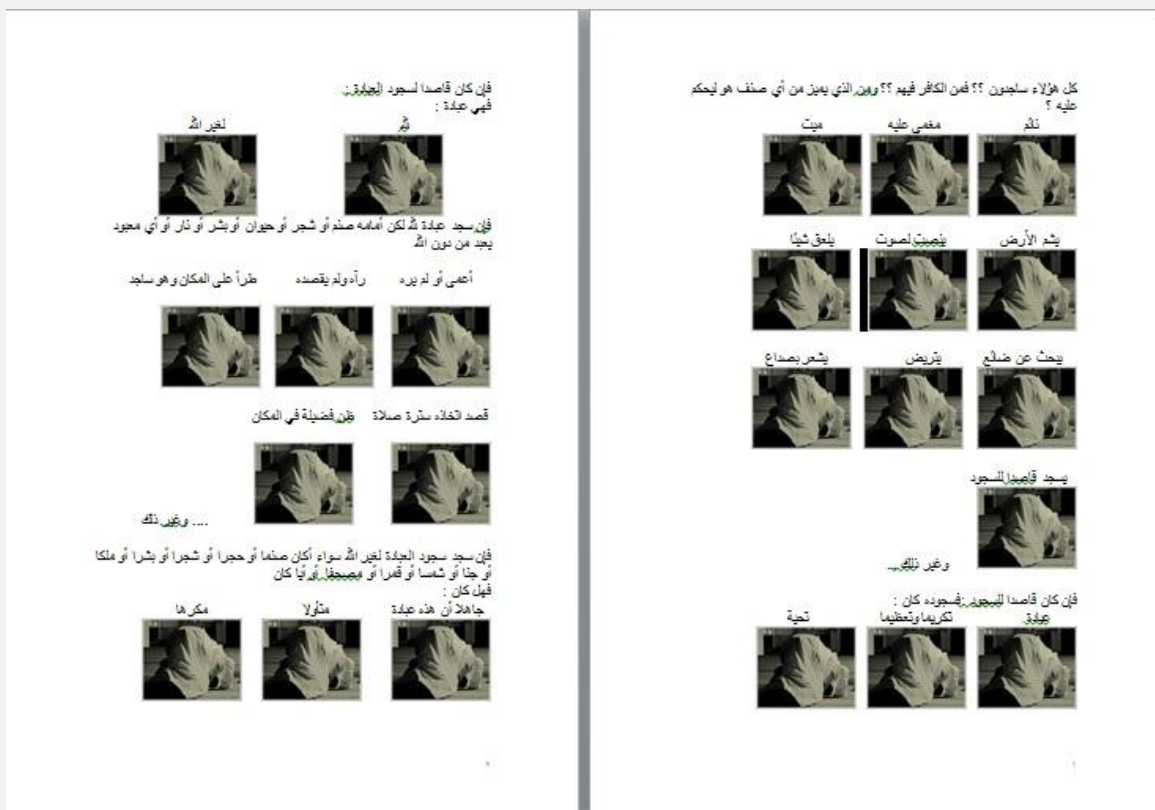 كل هؤلاء ساجدون ؟؟ فمن الكافر فيهم ؟؟ ومن الذي يميز من أي صنف هو ليحكم
عليه ؟
نائم مغمى عليه ميت
يشم الأرض ينصت لصوت يلعق شيئا
يبحث عن ضائع يتريض يشعر بصداع
يسجد قاصدا للسجود
وغير ذلك ..
فإن كان قاصدا للسجود : فسجوده كان :
عبادة تكريما وتعظيما تحية
١
فإن كان قاصدا لسجود العبادة :
فهي عبادة :
لله لغير الله
فإن سجد عبادة لله لكن أمامه صنم أو شجر أو حيوان أو بشر أو نار أو أي معبود
يعبد من دون الله
أعمى أو لم يره رآه ولم يقصده طرأ على المكان وهو ساجد
قصد اتخاذه سترة صلاة ظن فضيلة في المكان
.... وغير ذلك
فإن سجد سجود العبادة لغير الله سواء أكان صنما أو حجرا أو شجرا أو بشرا أو ملكا
أو جنا أو شمسا أو قمرا أو مصحفا أو أيا كان
فهل كان :
جاهلا أن هذه عبادة متأولا مكرها